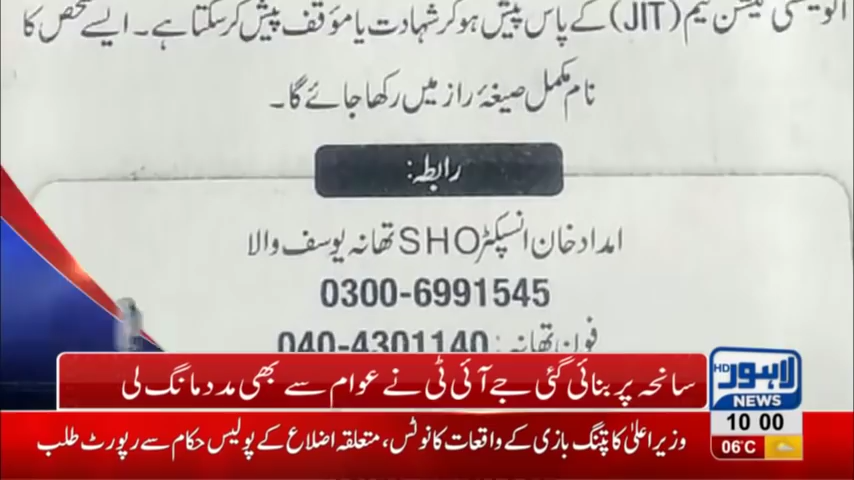 انویسٹی گیشن ٹیم (JIT) کے پاس پیش ہو کر شہادت یا مؤقف پیش کر سکتا ہے۔ ایسے شخص کا
نام مکمل صیغۂ راز میں رکھا جائے گا۔
رابطہ:
امداد خان انسپکٹر SHO تھانہ یوسف والا
0300-6991545
فون تھانہ: 040-4301140
سانحہ پر بنائی گئی جے آئی ٹی نے عوام سے بھی مدد مانگ لی
HD لاہور
NEWS
10 00
06°C
وزیراعلیٰ کا پتنگ بازی کے واقعات کا نوٹس، متعلقہ اضلاع کے پولیس حکام سے رپورٹ طلب